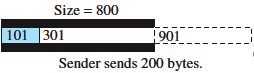 Size = 800
101 301 901
Sender sends 200 bytes.